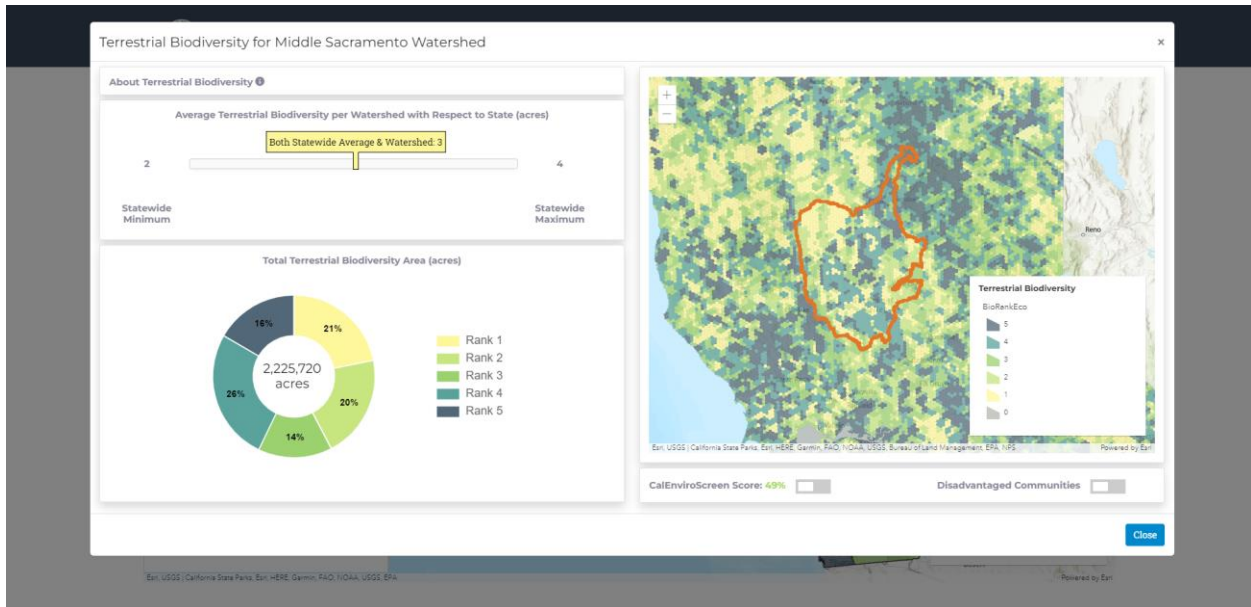 Terrestrial Biodiversity for Middle Sacramento Watershed
×
About Terrestrial Biodiversity
Average Terrestrial Biodiversity per Watershed with Respect to State (acres)
Both Statewide Average & Watershed: 3
2
4
Statewide
Minimum
Statewide
Maximum
Total Terrestrial Biodiversity Area (acres)
16%
21%
26%
20%
14%
2,225,720
acres
Rank 1
Rank 2
Rank 3
Rank 4
Rank 5
+
−
Reno
Terrestrial Biodiversity
BioRankEco
5
4
3
2
1
0
Esri, USGS | California State Parks, Esri, HERE, Garmin, FAO, NOAA, USGS, Bureau of Land Management, EPA, NPS
Powered by Esri
CalEnviroScreen Score: 49%
Disadvantaged Communities
Close
Esri, USGS | California State Parks, Esri, HERE, Garmin, FAO, NOAA, USGS, EPA
Powered by Esri